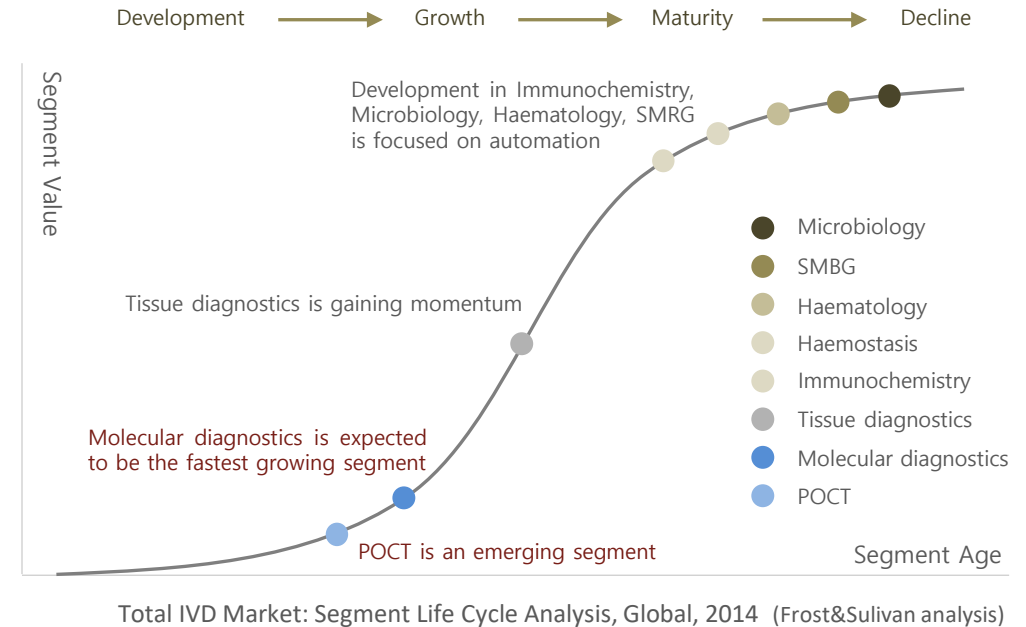 Development Growth Maturity Decline
Segment Value
Development in Immunochemistry,
Microbiology, Haematology, SMRG
is focused on automation
Tissue diagnostics is gaining momentum
Molecular diagnostics is expected
to be the fastest growing segment
POCT is an emerging segment
Microbiology
SMBG
Haematology
Haemostasis
Immunochemistry
Tissue diagnostics
Molecular diagnostics
POCT
Segment Age
Total IVD Market: Segment Life Cycle Analysis, Global, 2014 (Frost&Sulivan analysis)